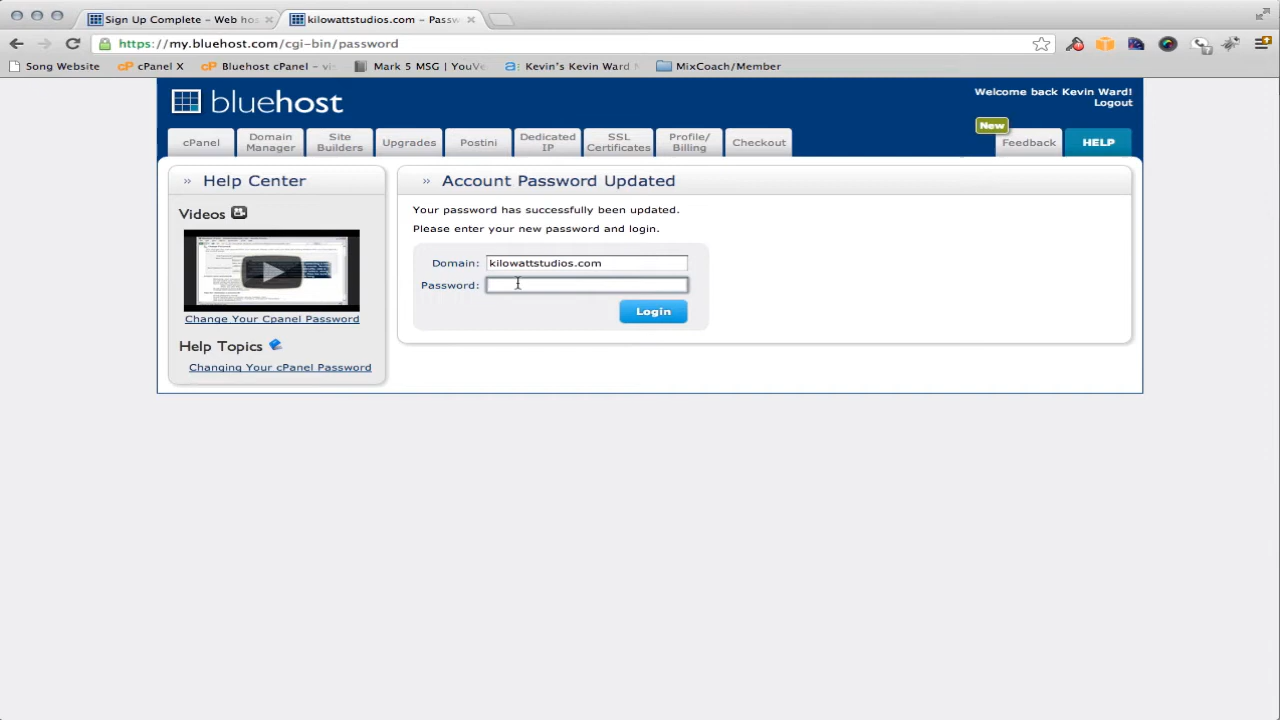 Sign Up Complete – Web hos
kilowattstudios.com – Passw
https://my.bluehost.com/cgi-bin/password
Song Website
cP cPanel X
cP Bluehost cPanel – vi
Mark 5 MSG | YouVe
a: Kevin's Kevin Ward M
MixCoach/Member
bluehost
Welcome back Kevin Ward!
Logout
cPanel
Domain Manager
Site Builders
Upgrades
Postini
Dedicated IP
SSL Certificates
Profile/ Billing
Checkout
New
Feedback
HELP
» Help Center
Videos
Change Your Cpanel Password
Help Topics
Changing Your cPanel Password
» Account Password Updated
Your password has successfully been updated.
Please enter your new password and login.
Domain: kilowattstudios.com
Password:
Login